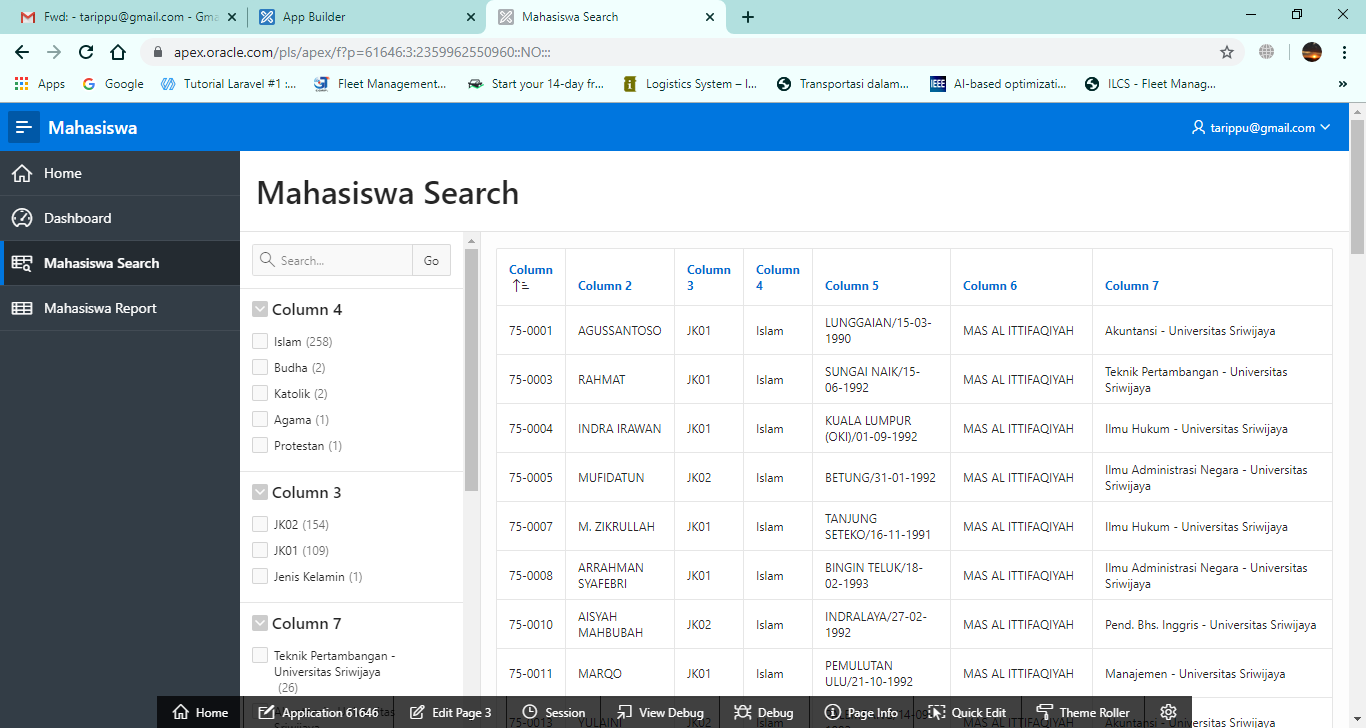 Fwd: - tarippu@gmail.com - Gma
App Builder
Mahasiswa Search
apex.oracle.com/pls/apex/f?p=61646:3:2359962550960::NO:::
Apps
Google
Tutorial Laravel #1 :...
Fleet Management...
Start your 14-day fr...
Logistics System – I...
Transportasi dalam...
IEEE
AI-based optimizati...
ILCS - Fleet Manag...
»
Mahasiswa
tarippu@gmail.com
Home
Dashboard
Mahasiswa Search
Mahasiswa Report
Mahasiswa Search
Search...
Go
Column 4
Islam (258)
Budha (2)
Katolik (2)
Agama (1)
Protestan (1)
Column 3
JK02 (154)
JK01 (109)
Jenis Kelamin (1)
Column 7
Teknik Pertambangan -
Universitas Sriwijaya
(26)
Column
Column 2
Column
3
Column
4
Column 5
Column 6
Column 7
75-0001
AGUSSANTOSO
JK01
Islam
LUNGGAIAN/15-03-
1990
MAS AL ITTIFAQIYAH
Akuntansi - Universitas Sriwijaya
75-0003
RAHMAT
JK01
Islam
SUNGAI NAIK/15-
06-1992
MAS AL ITTIFAQIYAH
Teknik Pertambangan - Universitas
Sriwijaya
75-0004
INDRA IRAWAN
JK01
Islam
KUALA LUMPUR
(OKI)/01-09-1992
MAS AL ITTIFAQIYAH
Ilmu Hukum - Universitas Sriwijaya
75-0005
MUFIDATUN
JK02
Islam
BETUNG/31-01-1992
MAS AL ITTIFAQIYAH
Ilmu Administrasi Negara - Universitas
Sriwijaya
75-0007
M. ZIKRULLAH
JK01
Islam
TANJUNG
SETEKO/16-11-1991
MAS AL ITTIFAQIYAH
Ilmu Hukum - Universitas Sriwijaya
75-0008
ARRAHMAN
SYAFEBRI
JK01
Islam
BINGIN TELUK/18-
02-1993
MAS AL ITTIFAQIYAH
Ilmu Administrasi Negara - Universitas
Sriwijaya
75-0010
AISYAH
MAHBUBAH
JK02
Islam
INDRALAYA/27-02-
1992
MAS AL ITTIFAQIYAH
Pend. Bhs. Inggris - Universitas Sriwijaya
75-0011
MARQO
JK01
Islam
PEMULUTAN
ULU/21-10-1992
MAS AL ITTIFAQIYAH
Manajemen - Universitas Sriwijaya
Home
Application 61646
Edit Page 3
Session
View Debug
Debug
Page Info
Quick Edit
Theme Roller